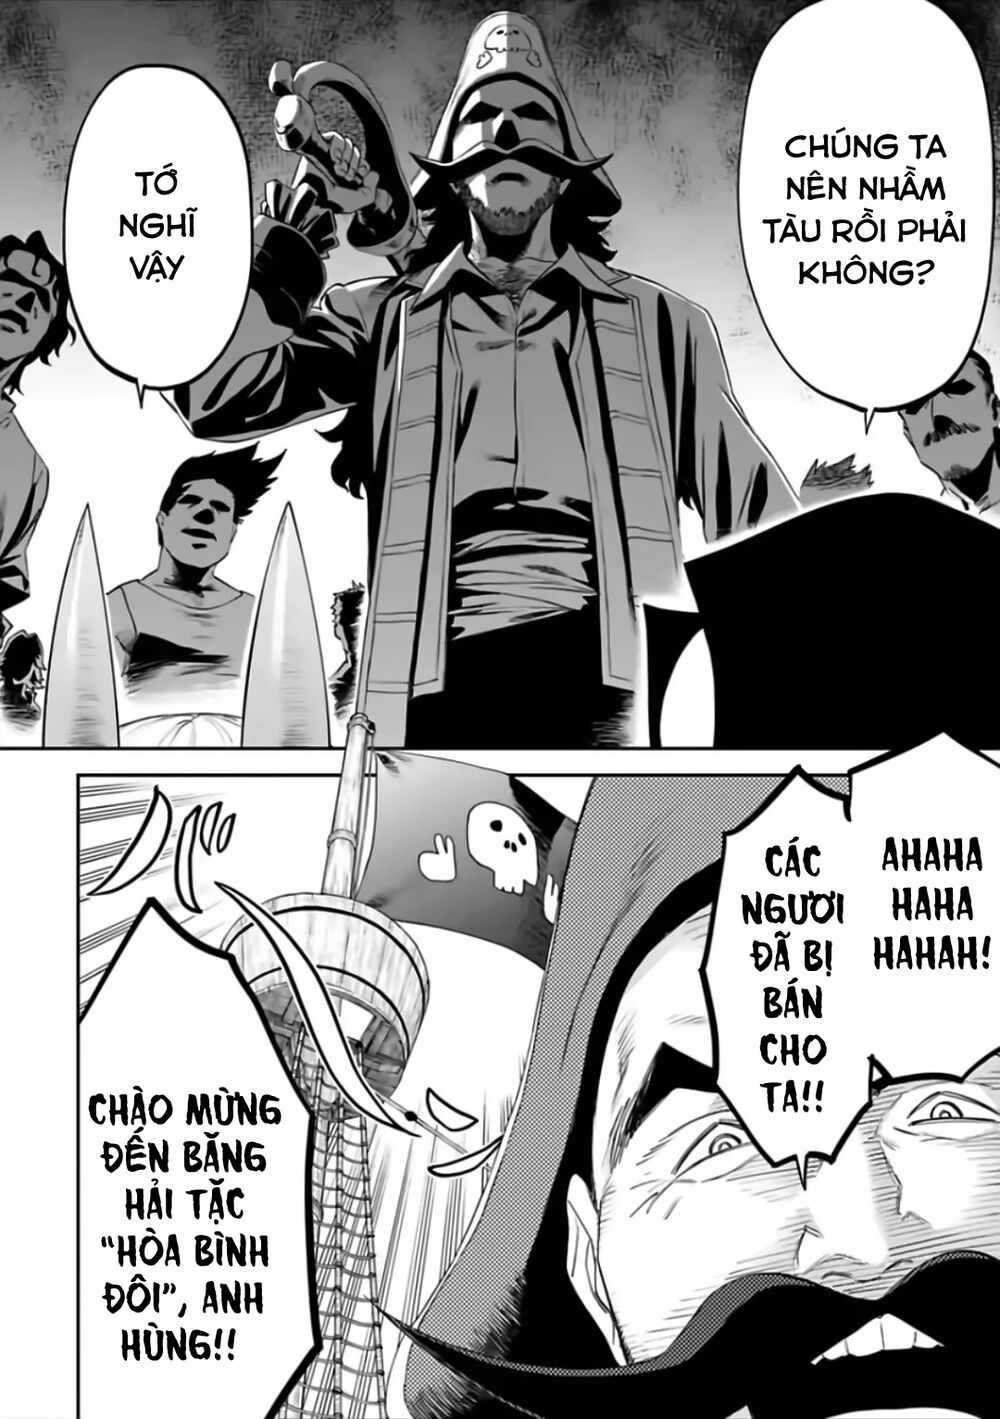 CHÚNG TA
NÊN NHẦM
TÀU RỒI PHẢI
KHÔNG?
TỚ
NGHĨ
VẬY
AHAHA
HAHA
HAHAH!
CÁC
NGƯƠI
ĐÃ BỊ
BÁN
CHO
TA!!
CHÀO MỪNG
ĐẾN BĂNG
HẢI TẶC
"HÒA BÌNH
ĐÔI", ANH
HÙNG!!